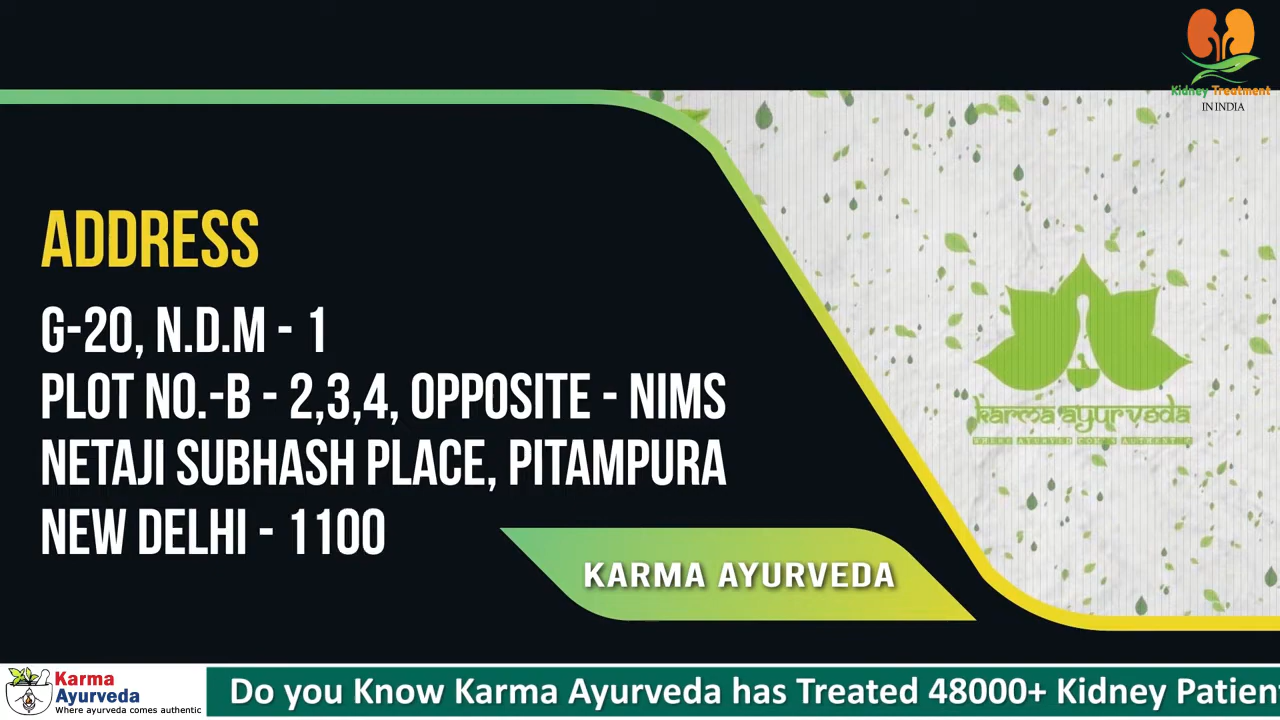 Kidney Treatment
IN INDIA
ADDRESS
G-20, N.D.M - 1
PLOT NO.-B - 2,3,4, OPPOSITE - NIMS
NETAJI SUBHASH PLACE, PITAMPURA
NEW DELHI - 1100
karma ayurveda
KARMA AYURVEDA
Karma
Ayurveda
Where ayurveda comes authentic
Do you Know Karma Ayurveda has Treated 48000+ Kidney Patien